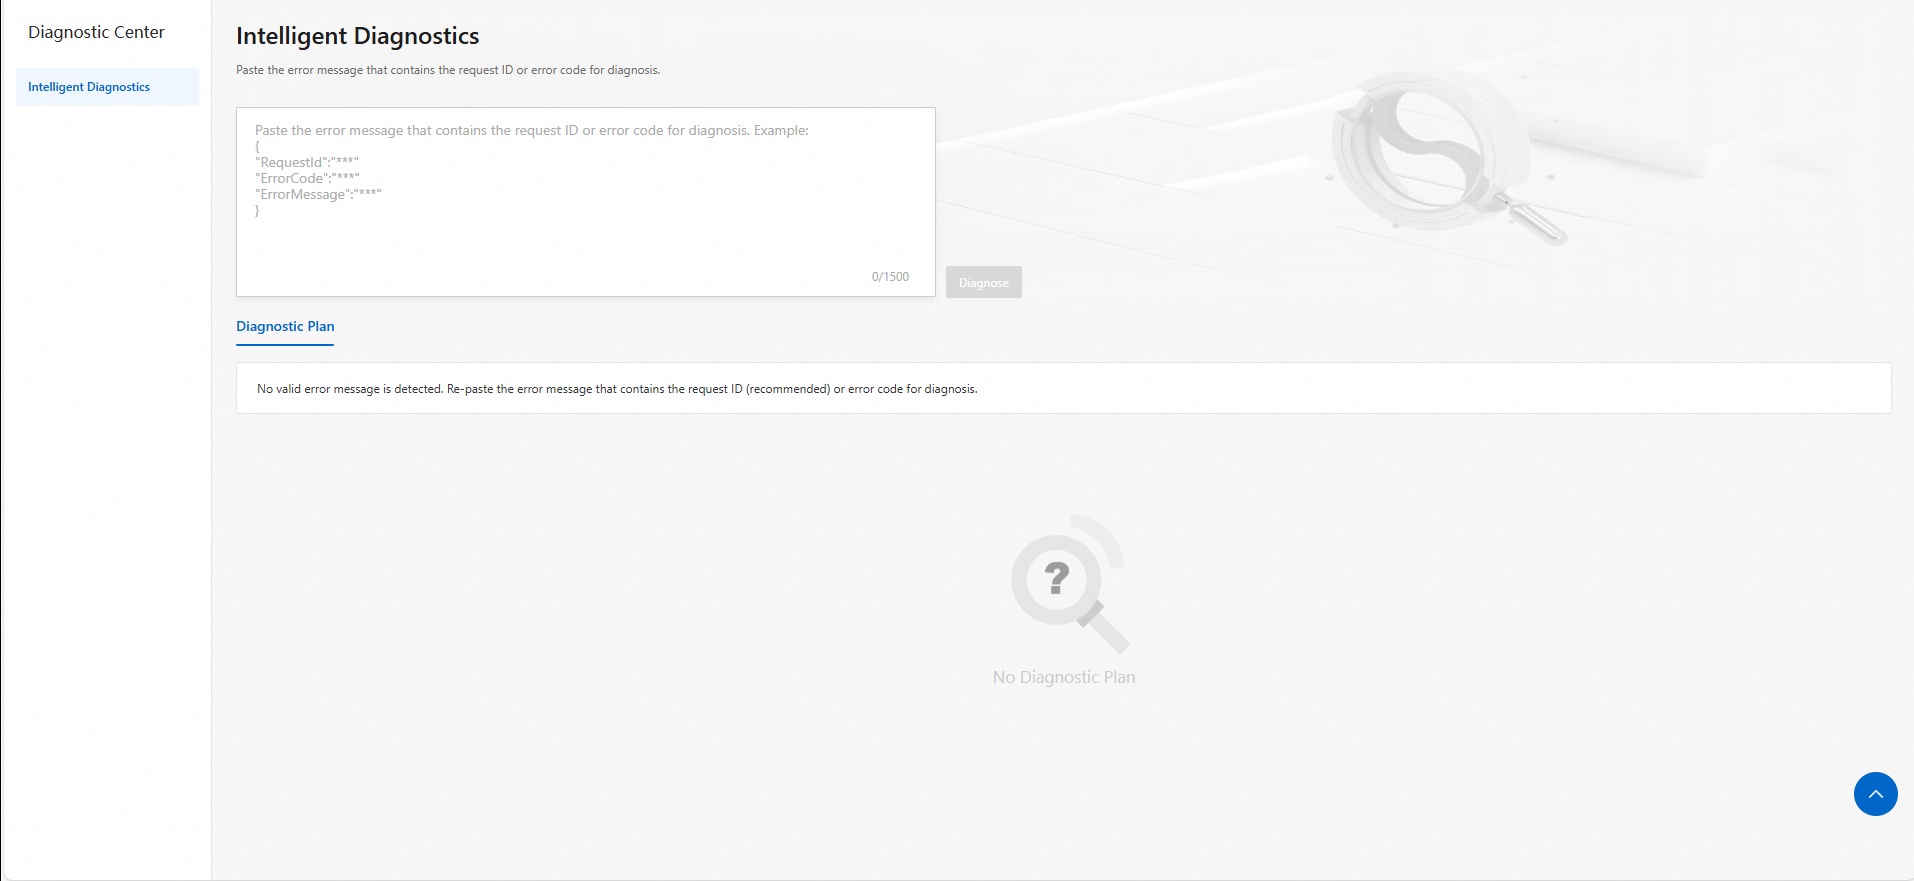 Diagnostic Center
Intelligent Diagnostics
Intelligent Diagnostics
Paste the error message that contains the request ID or error code for diagnosis.
Paste the error message that contains the request ID or error code for diagnosis. Example:
{
"RequestId":"***"
"ErrorCode":"***"
"ErrorMessage":"***"
}
0/1500
Diagnose
Diagnostic Plan
No valid error message is detected. Re-paste the error message that contains the request ID (recommended) or error code for diagnosis.
?
No Diagnostic Plan